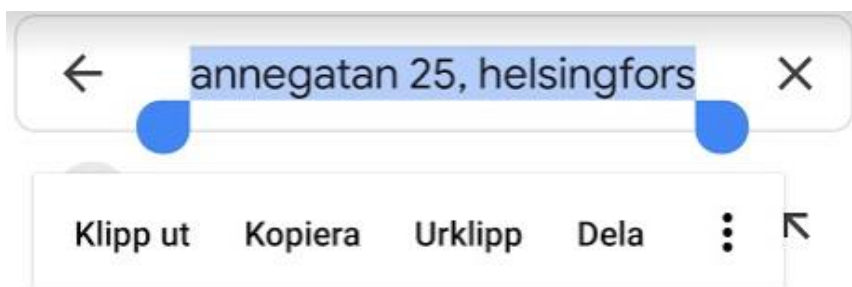 annegatan 25, helsingfors
Klipp ut Kopiera Urklipp Dela